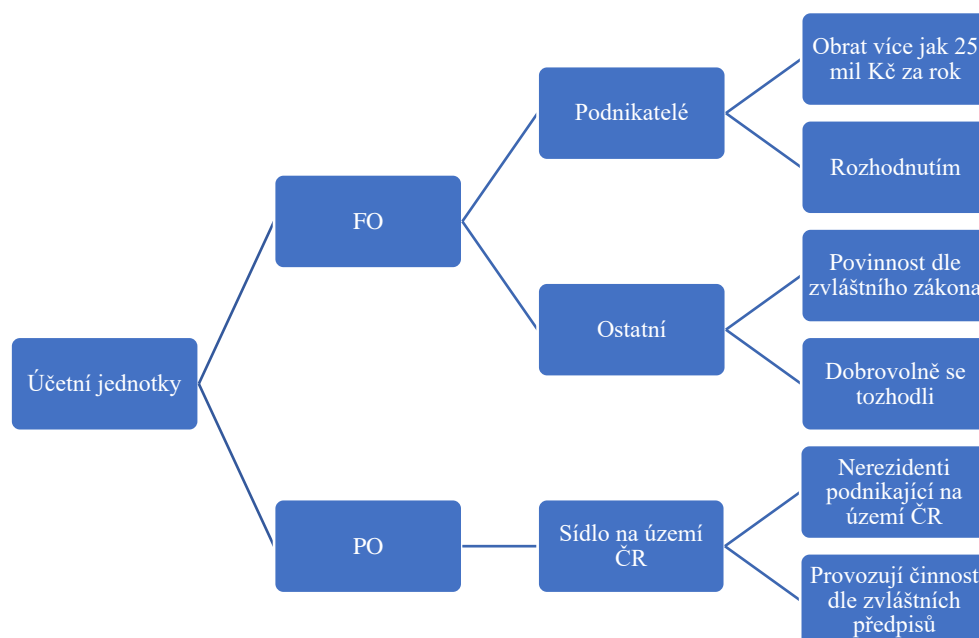 Účetní jednotky
FO
Podnikatelé
Obrat více jak 25
mil Kč za rok
Rozhodnutím
Ostatní
Povinnost dle
zvláštního zákona
Dobrovolně se
tozhodli
PO
Sídlo na území
ČR
Nerezidenti
podnikající na
území ČR
Provozují činnost
dle zvláštních
předpisů